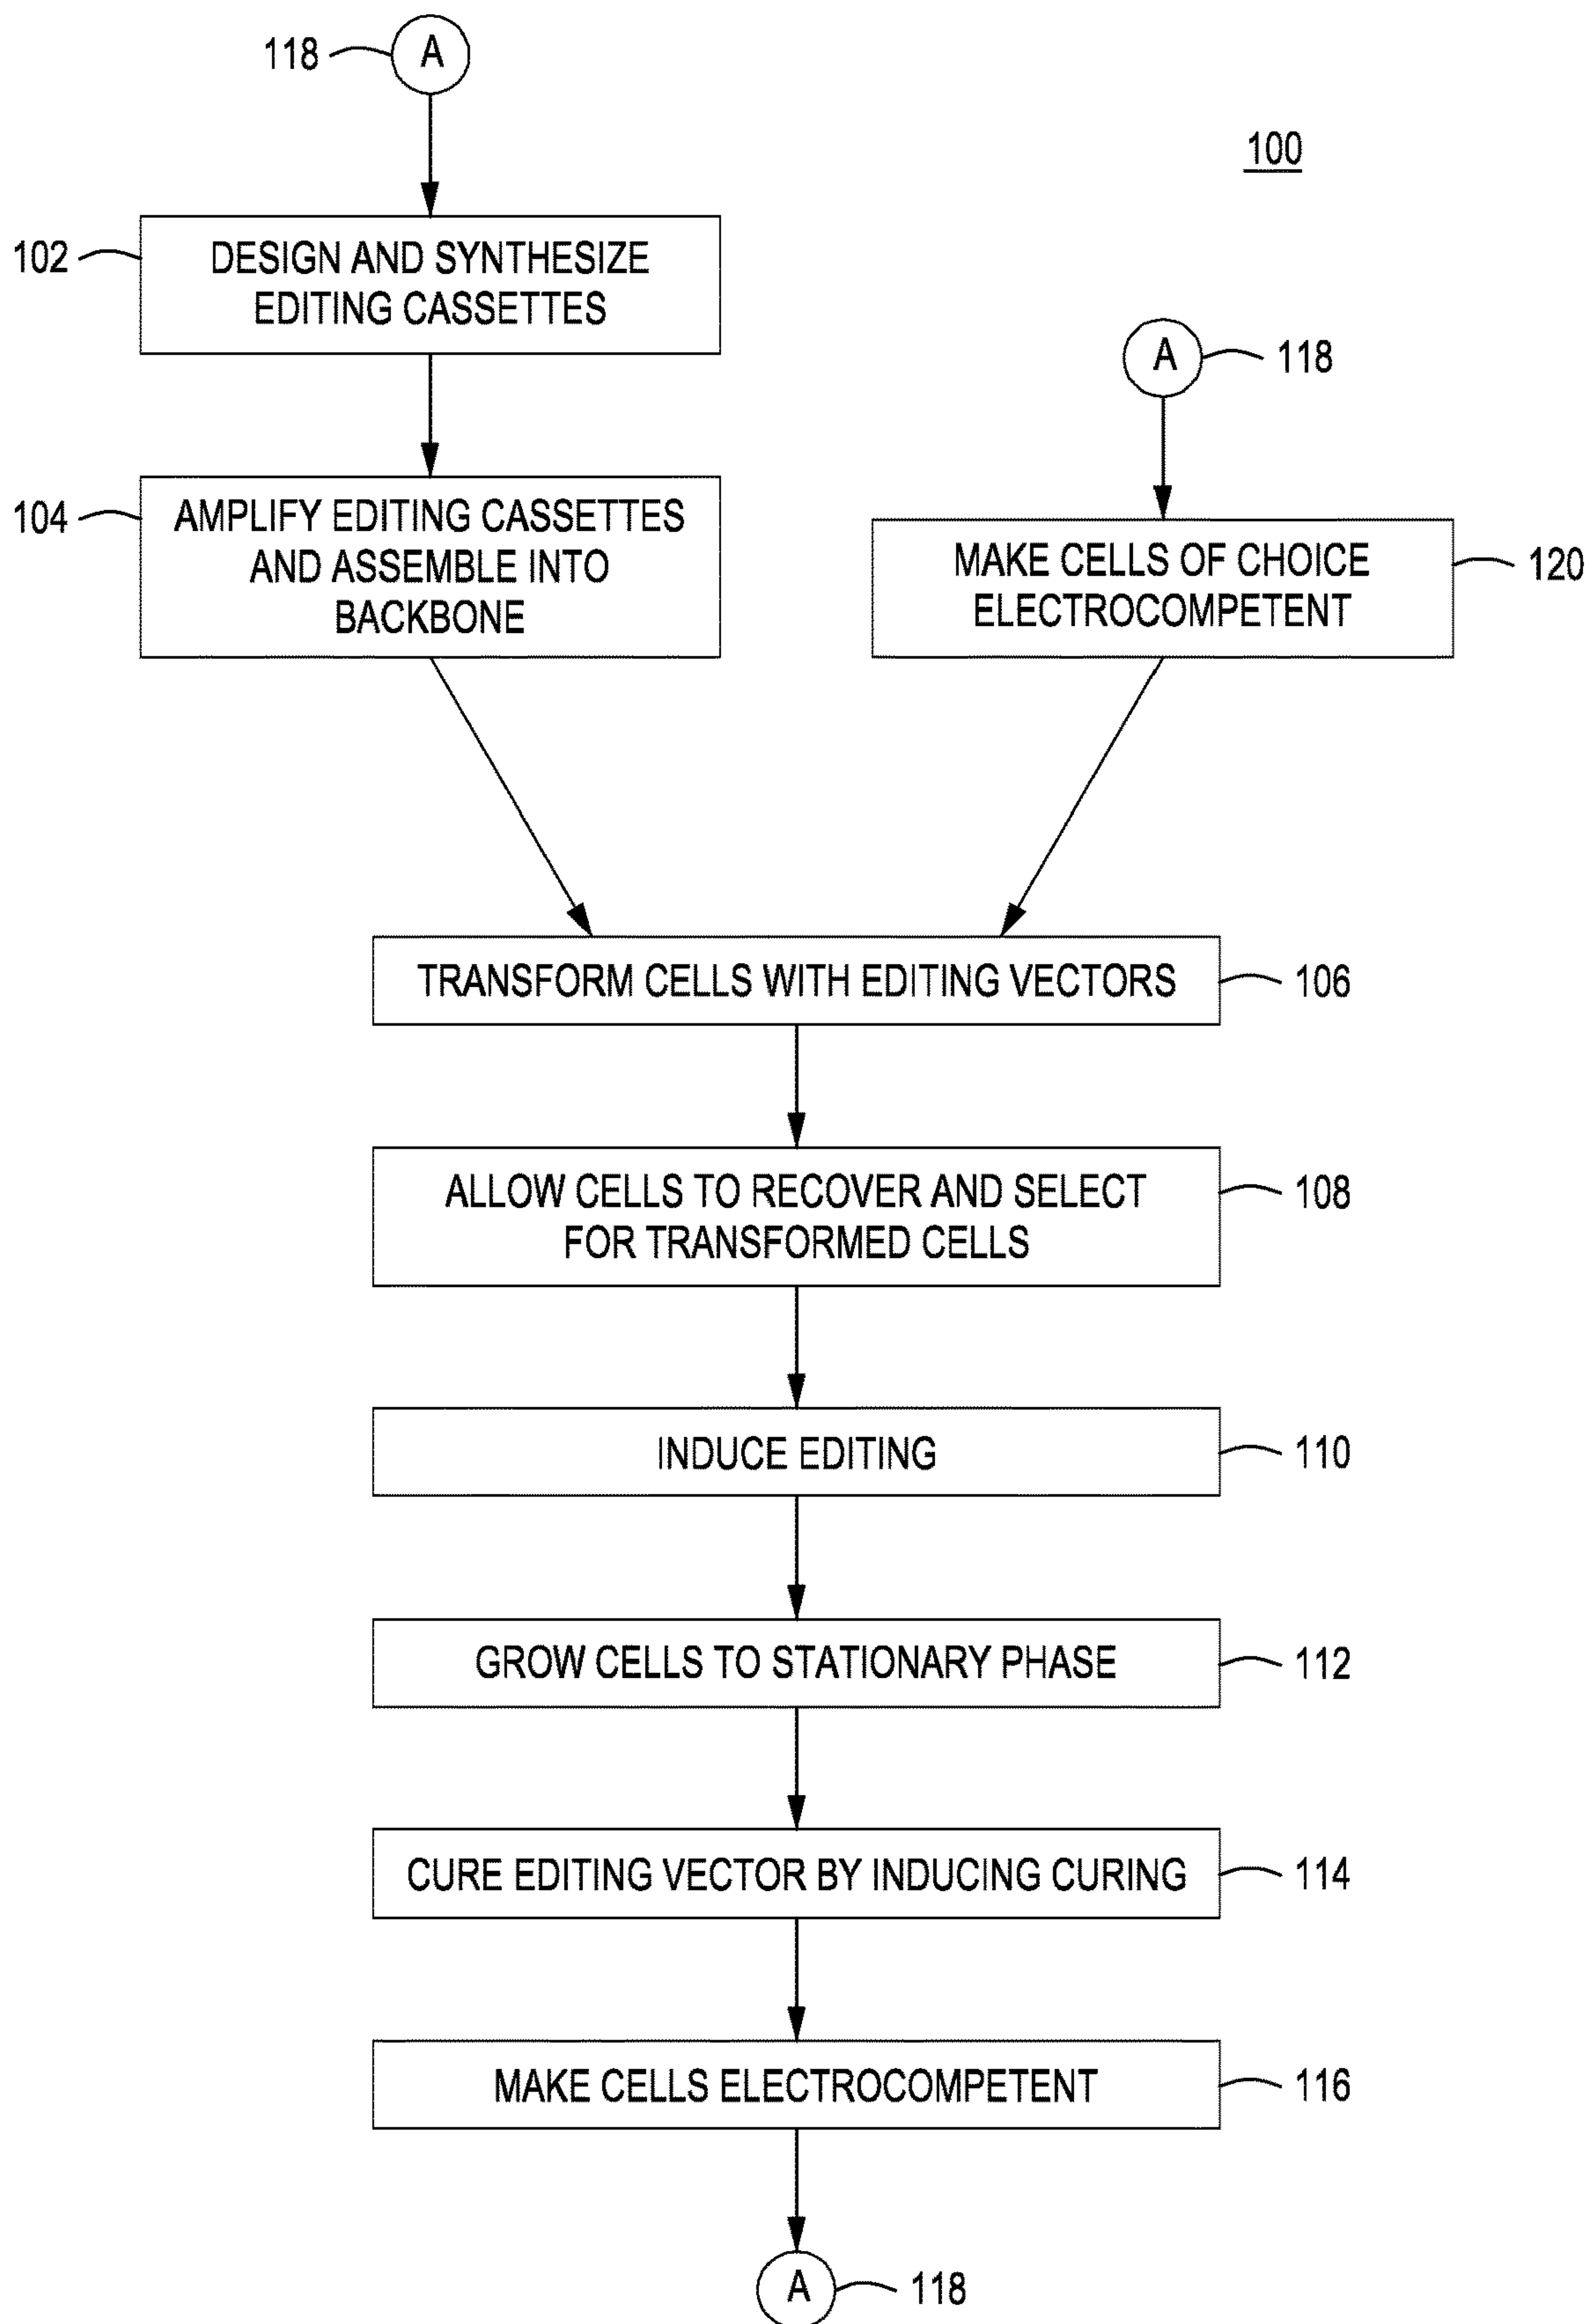 118
A
100
102
DESIGN AND SYNTHESIZE
EDITING CASSETTES
A
118
104
AMPLIFY EDITING CASSETTES
AND ASSEMBLE INTO
BACKBONE
MAKE CELLS OF CHOICE
ELECTROCOMPETENT
120
TRANSFORM CELLS WITH EDITING VECTORS
106
ALLOW CELLS TO RECOVER AND SELECT
FOR TRANSFORMED CELLS
108
INDUCE EDITING
110
GROW CELLS TO STATIONARY PHASE
112
CURE EDITING VECTOR BY INDUCING CURING
114
MAKE CELLS ELECTROCOMPETENT
116
A
118